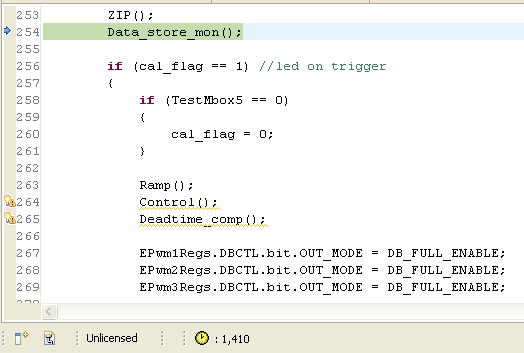 253 ZIP();
254 Data_store_mon();
255
256 if (cal_flag == 1) //led on trigger
257 {
258 if (TestMbox5 == 0)
259 {
260 cal_flag = 0;
261 }
262
263 Ramp();
264 Control();
265 Deadtime_comp();
266
267 EPwm1Regs.DBCTL.bit.OUT_MODE = DB_FULL_ENABLE;
268 EPwm2Regs.DBCTL.bit.OUT_MODE = DB_FULL_ENABLE;
269 EPwm3Regs.DBCTL.bit.OUT_MODE = DB_FULL_ENABLE;
Unlicensed : 1,410